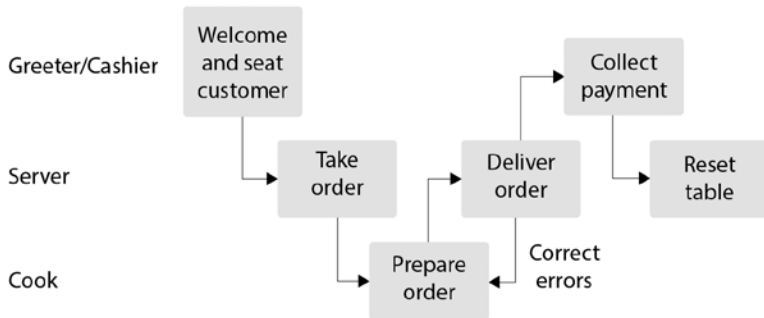 Greeter/Cashier
Welcome
and seat
customer
Collect
payment
Server
Take
order
Deliver
order
Reset
table
Cook
Prepare
order
Correct
errors